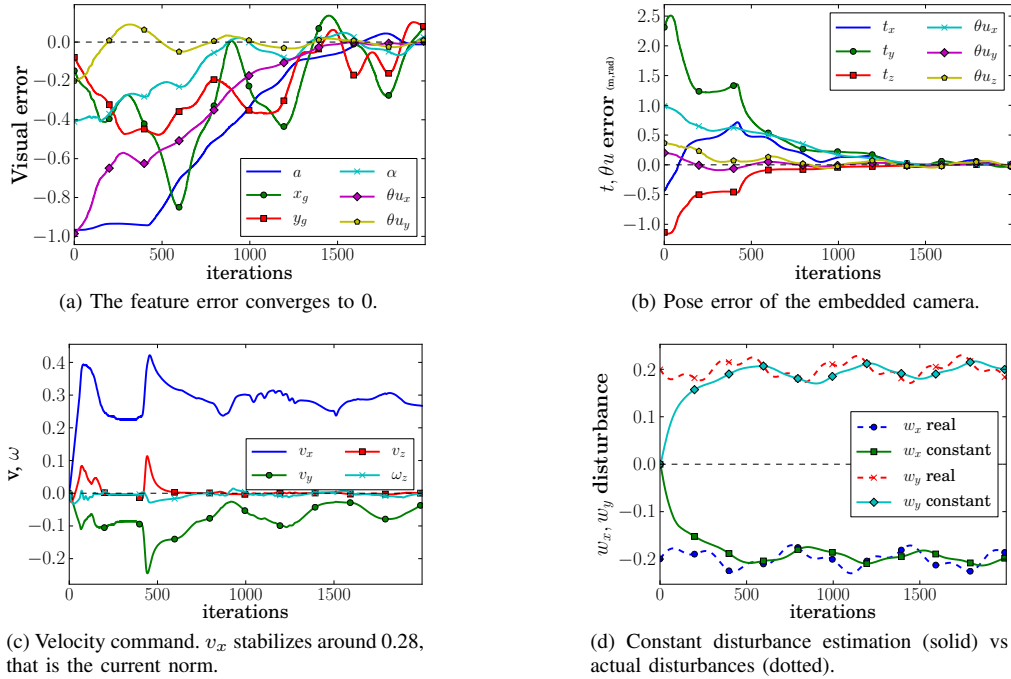 0.0
−0.2
−0.4
−0.6
−0.8
−1.0
Visual error
a
x_g
y_g
α
θu_x
θu_y
0 500 1000 1500
iterations
(a) The feature error converges to 0.
2.5
2.0
1.5
1.0
0.5
0.0
−0.5
−1.0
t, θu error (m,rad)
t_x
t_y
t_z
θu_x
θu_y
θu_z
0 500 1000 1500
iterations
(b) Pose error of the embedded camera.
0.4
0.3
0.2
0.1
0.0
−0.1
−0.2
v, ω
v_x
v_y
v_z
ω_z
0 500 1000 1500
iterations
(c) Velocity command. v_x stabilizes around 0.28,
that is the current norm.
0.2
0.1
0.0
−0.1
−0.2
w_x, w_y disturbance
w_x real
w_x constant
w_y real
w_y constant
0 500 1000 1500
iterations
(d) Constant disturbance estimation (solid) vs
actual disturbances (dotted).